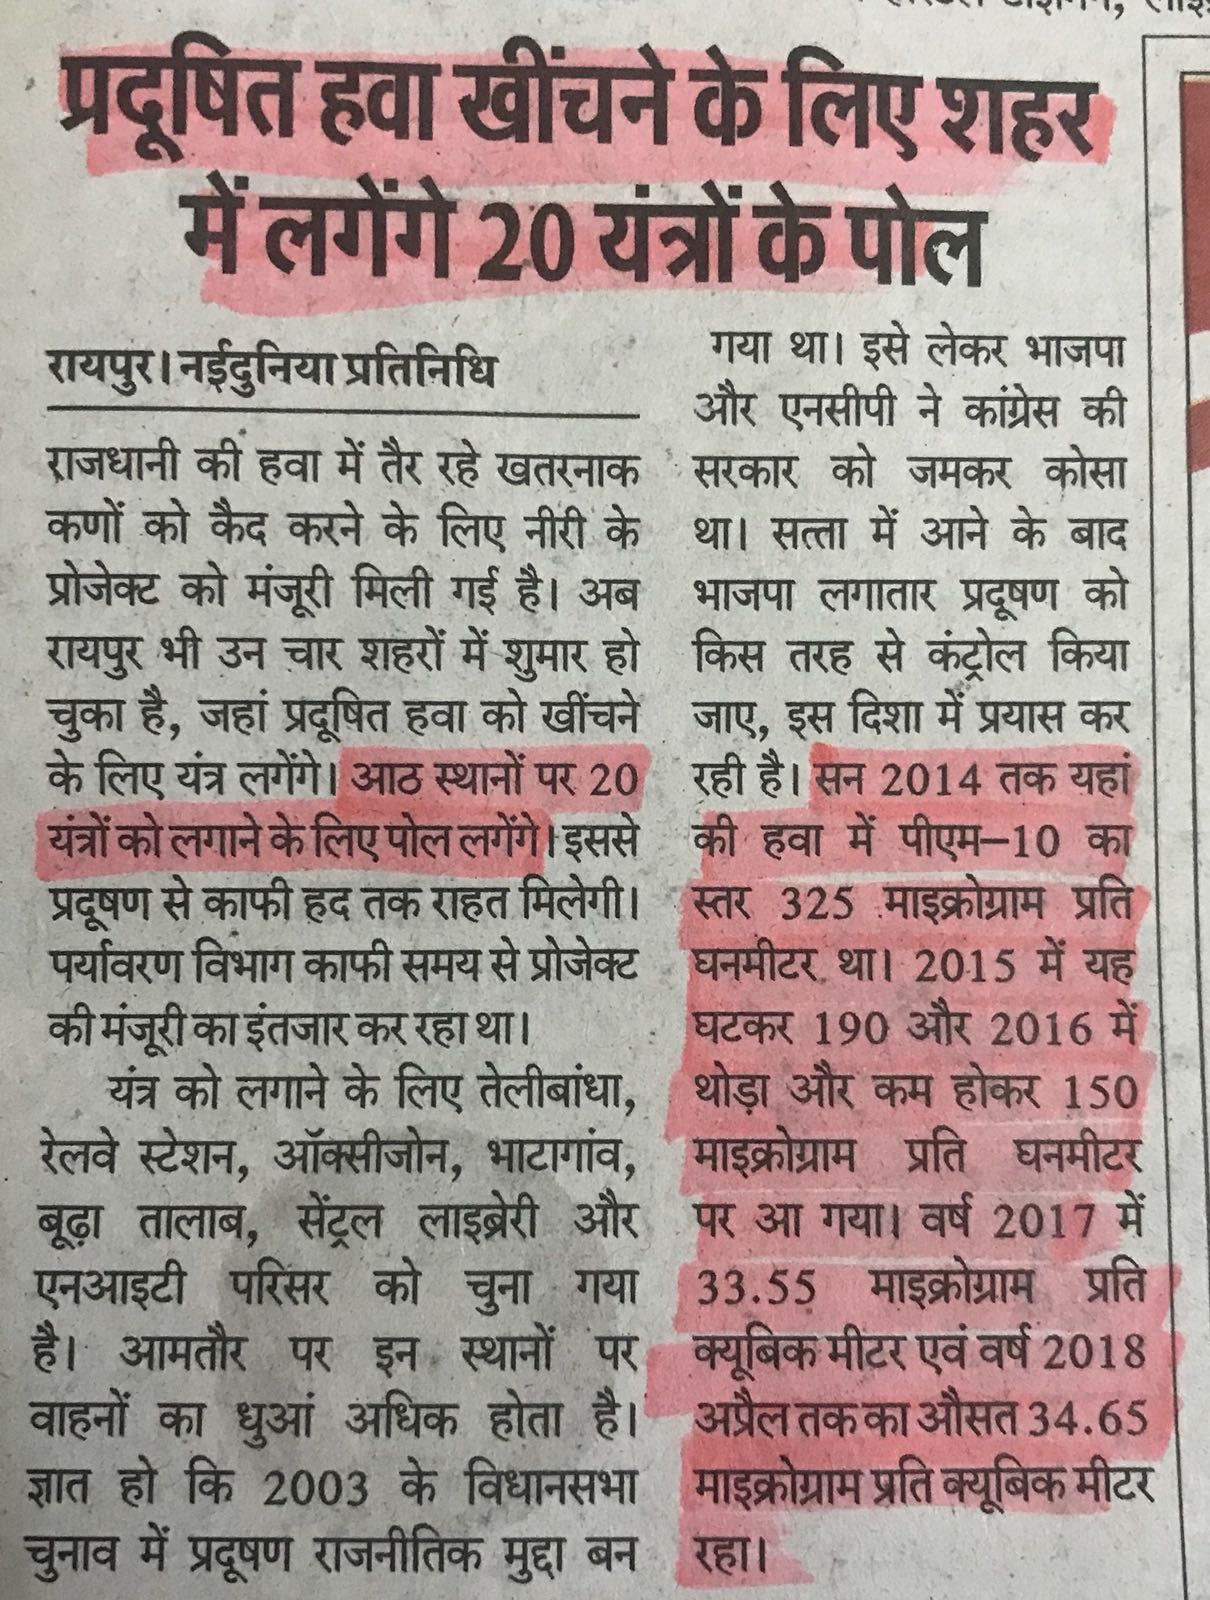 प्रदूषित हवा खींचने के लिए शहर
में लगेंगे 20 यंत्रों के पोल
रायपुर। नईदुनिया प्रतिनिधि
राजधानी की हवा में तैर रहे खतरनाक
कणों को कैद करने के लिए नीरी के
प्रोजेक्ट को मंजूरी मिली गई है। अब
रायपुर भी उन चार शहरों में शुमार हो
चुका है, जहां प्रदूषित हवा को खींचने
के लिए यंत्र लगेंगे। आठ स्थानों पर 20
यंत्रों को लगाने के लिए पोल लगेंगे। इससे
प्रदूषण से काफी हद तक राहत मिलेगी।
पर्यावरण विभाग काफी समय से प्रोजेक्ट
की मंजूरी का इंतजार कर रहा था।
यंत्र को लगाने के लिए तेलीबांधा,
रेलवे स्टेशन, ऑक्सीजोन, भाटागांव,
बूढ़ा तालाब, सेंट्रल लाइब्रेरी और
एनआइटी परिसर को चुना गया
है। आमतौर पर इन स्थानों पर
वाहनों का धुआं अधिक होता है।
ज्ञात हो कि 2003 के विधानसभा
चुनाव में प्रदूषण राजनीतिक मुद्दा बन
गया था। इसे लेकर भाजपा
और एनसीपी ने कांग्रेस की
सरकार को जमकर कोसा
था। सत्ता में आने के बाद
भाजपा लगातार प्रदूषण को
किस तरह से कंट्रोल किया
जाए, इस दिशा में प्रयास कर
रही है। सन 2014 तक यहां
की हवा में पीएम-10 का
स्तर 325 माइक्रोग्राम प्रति
घनमीटर था। 2015 में यह
घटकर 190 और 2016 में
थोड़ा और कम होकर 150
माइक्रोग्राम प्रति घनमीटर
पर आ गया। वर्ष 2017 में
33.55 माइक्रोग्राम प्रति
क्यूबिक मीटर एवं वर्ष 2018
अप्रैल तक का औसत 34.65
माइक्रोग्राम प्रति क्यूबिक मीटर
रहा।